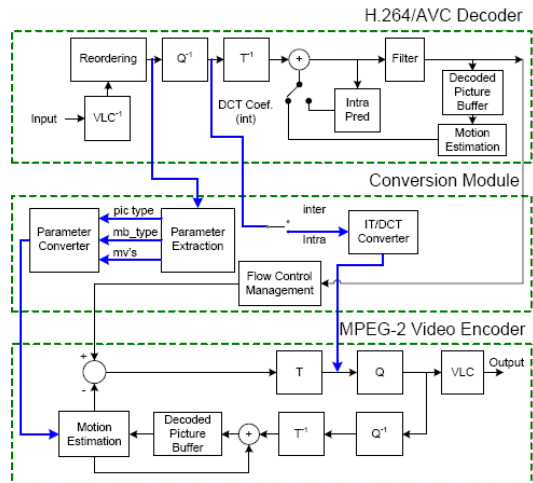 H.264/AVC Decoder
Reordering
Q-1
T-1
+
Filter
Decoded
Picture
Buffer
Input
VLC-1
DCT Coef.
(int)
Intra
Pred
Motion
Estimation
Conversion Module
Parameter
Converter
pic type
mb_type
mv's
Parameter
Extraction
inter
Intra
IT/DCT
Converter
Flow Control
Management
MPEG-2 Video Encoder
+
-
T
Q
VLC
Output
Motion
Estimation
Decoded
Picture
Buffer
+
T-1
Q-1